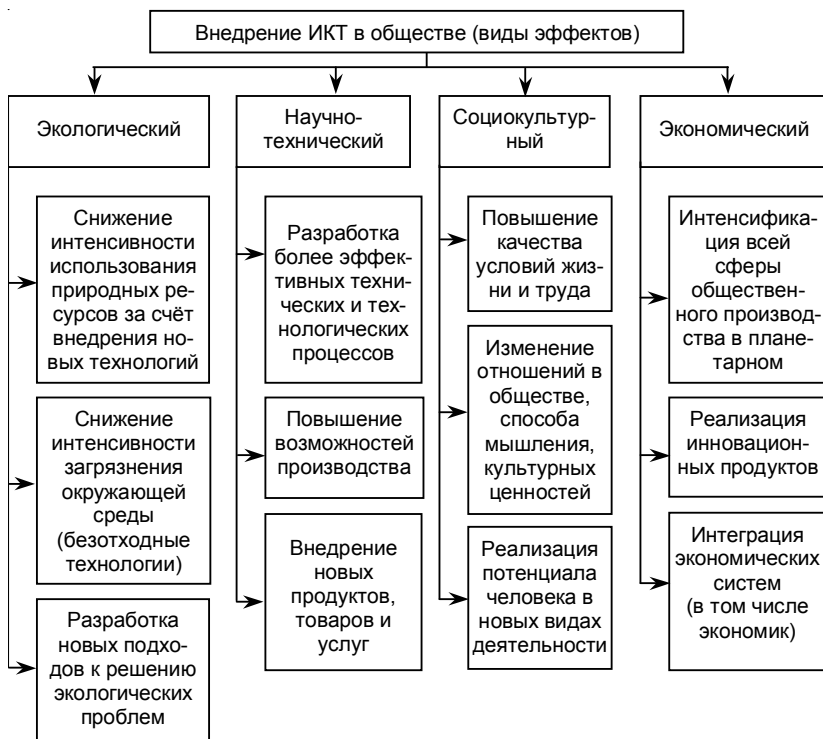 Внедрение ИКТ в обществе (виды эффектов)
Экологический
Снижение
интенсивности
использования
природных ре-
сурсов за счёт
внедрения но-
вых технологий
Снижение
интенсивности
загрязнения
окружающей
среды
(безотходные
технологии)
Разработка
новых подхо-
дов к решению
экологических
проблем
Научно-
технический
Разработка
более эффек-
тивных техни-
ческих и тех-
нологических
процессов
Повышение
возможностей
производства
Внедрение
новых
продуктов,
товаров и
услуг
Социокультур-
ный
Повышение
качества
условий жиз-
ни и труда
Изменение
отношений в
обществе,
способа
мышления,
культурных
ценностей
Реализация
потенциала
человека в
новых видах
деятельности
Экономический
Интенсифика-
ция всей
сферы
обществен-
ного производ-
ства в плане-
тарном
Реализация
инновацион-
ных продуктов
Интеграция
экономических
систем
(в том числе
экономик)